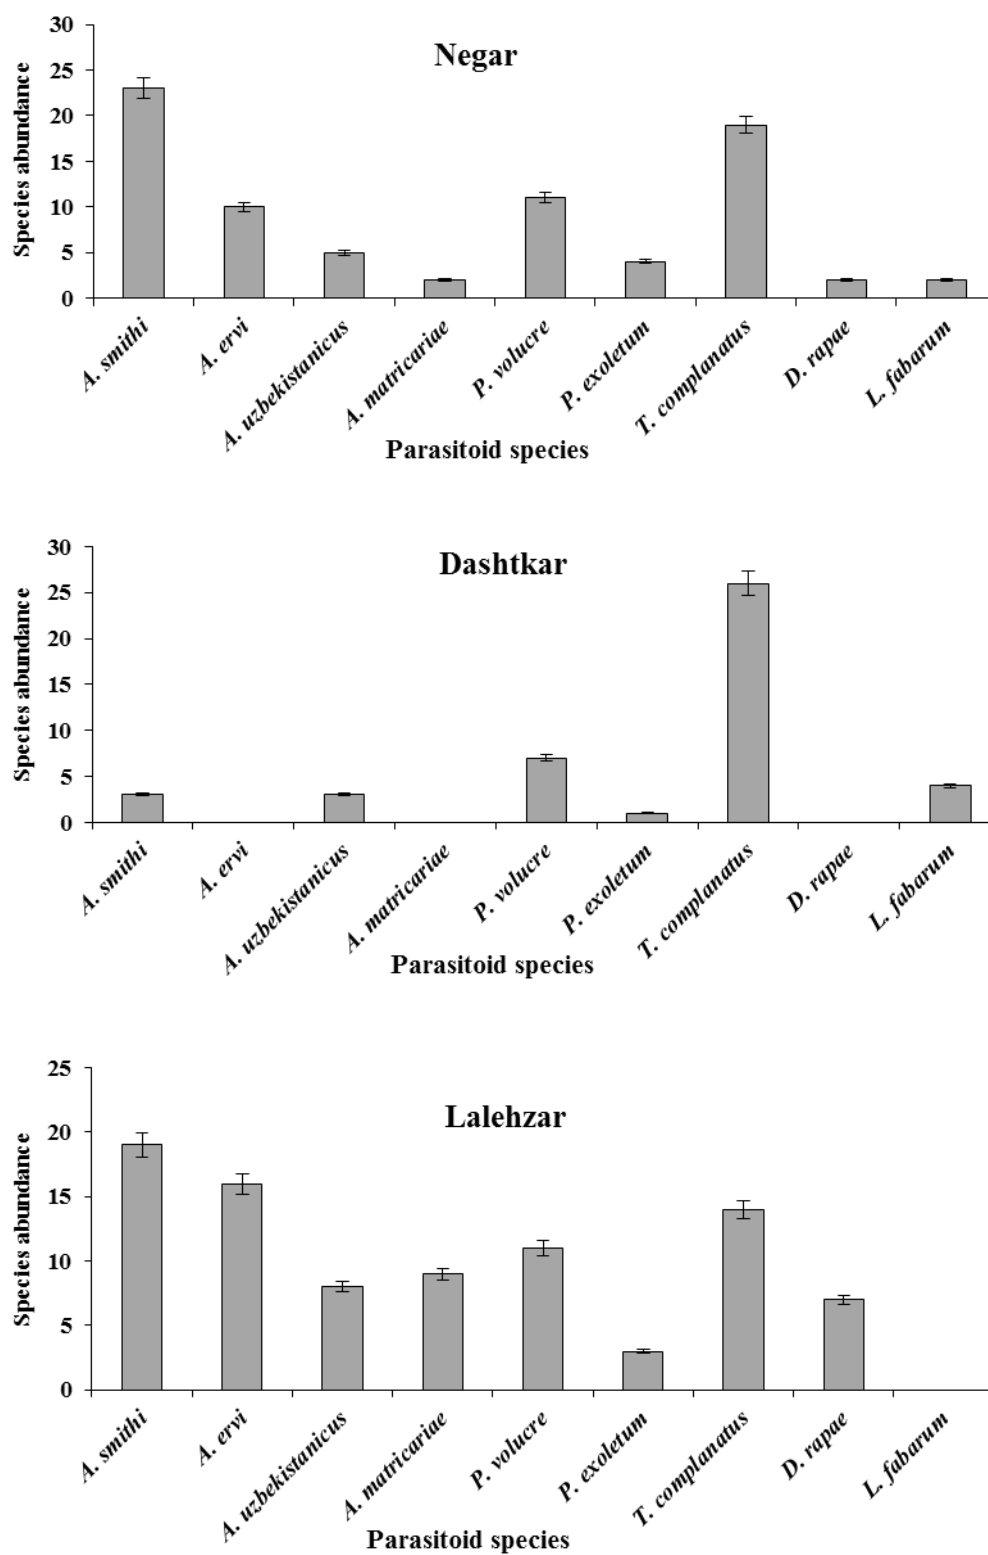 Negar
Species abundance
30
25
20
15
10
5
0
A. smithi
A. ervi
A. uzbekistanicus
A. matricariae
P. volucre
P. exoletum
T. complanatus
D. rapae
L. fabarum
Parasitoid species
Dashtkar
Species abundance
30
25
20
15
10
5
0
A. smithi
A. ervi
A. uzbekistanicus
A. matricariae
P. volucre
P. exoletum
T. complanatus
D. rapae
L. fabarum
Parasitoid species
Lalehzar
Species abundance
25
20
15
10
5
0
A. smithi
A. ervi
A. uzbekistanicus
A. matricariae
P. volucre
P. exoletum
T. complanatus
D. rapae
L. fabarum
Parasitoid species